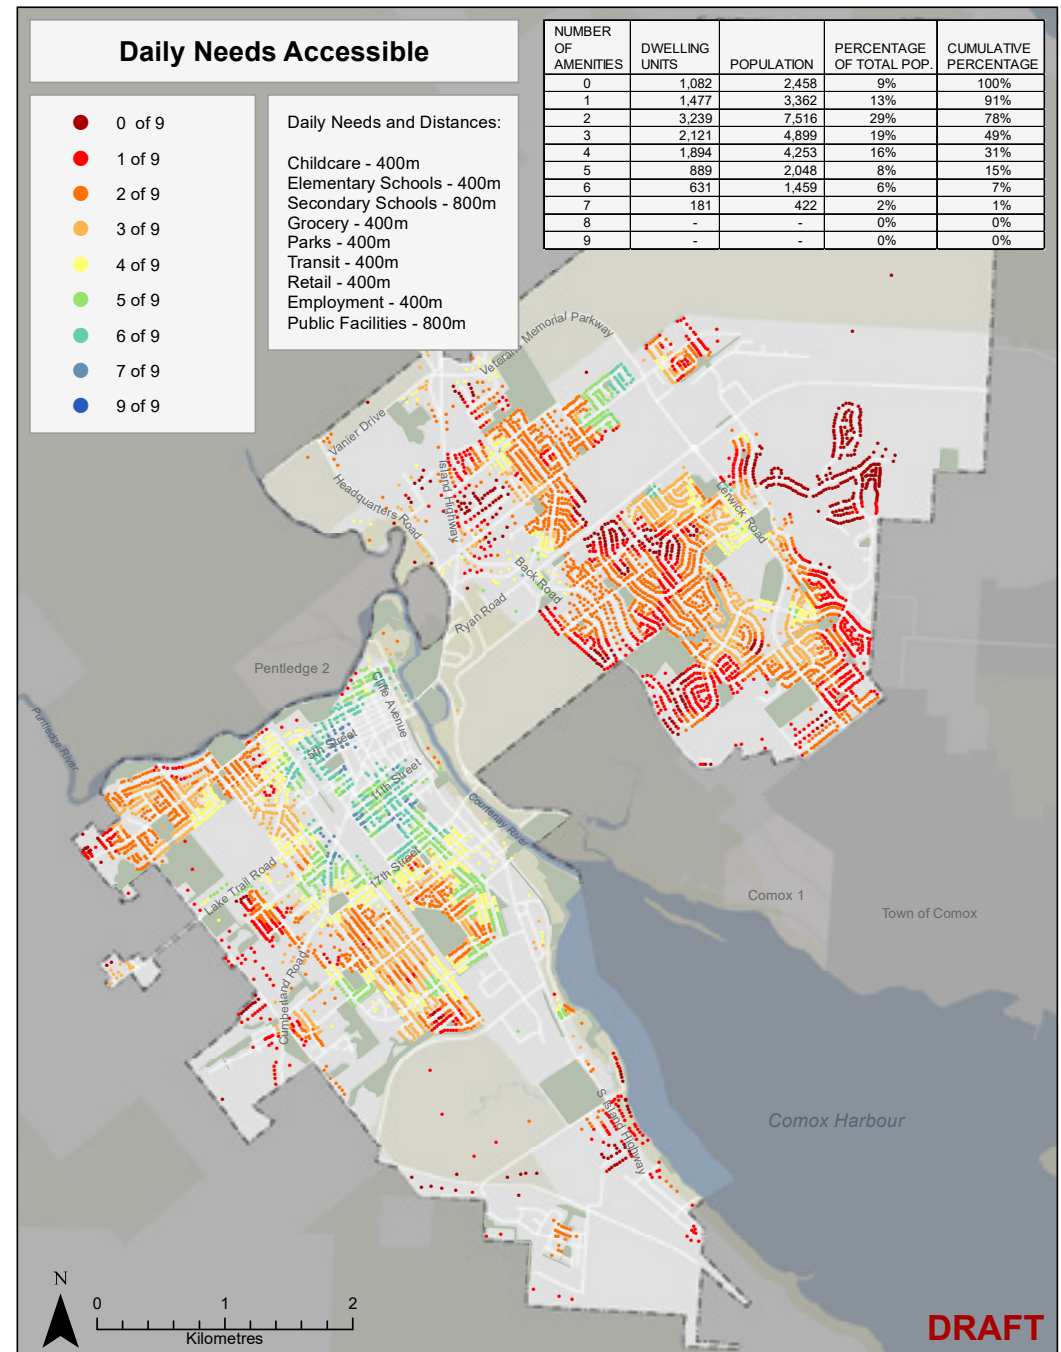 Daily Needs Accessible
0 of 9
1 of 9
2 of 9
3 of 9
4 of 9
5 of 9
6 of 9
7 of 9
9 of 9
Daily Needs and Distances:
Childcare - 400m
Elementary Schools - 400m
Secondary Schools - 800m
Grocery - 400m
Parks - 400m
Transit - 400m
Retail - 400m
Employment - 400m
Public Facilities - 800m
NUMBER OF AMENITIES DWELLING UNITS POPULATION PERCENTAGE OF TOTAL POP. CUMULATIVE PERCENTAGE
0 1,082 2,458 9% 100%
1 1,477 3,362 13% 91%
2 3,239 7,516 29% 78%
3 2,121 4,899 19% 49%
4 1,894 4,253 16% 31%
5 889 2,048 8% 15%
6 631 1,459 6% 7%
7 181 422 2% 1%
8 - - 0% 0%
9 - - 0% 0%
Veterans Memorial Parkway
Vanier Drive
Island Highway
Headquarters Road
Lerwick Road
Back Road
Ryan Road
Pentledge 2
Cliffe Avenue
Puntledge River
5th Street
11th Street
Courtenay River
17th Street
Lake Trail Road
Comox 1
Town of Comox
Cumberland Road
S Island Highway
Comox Harbour
N
0 1 2
Kilometres
DRAFT